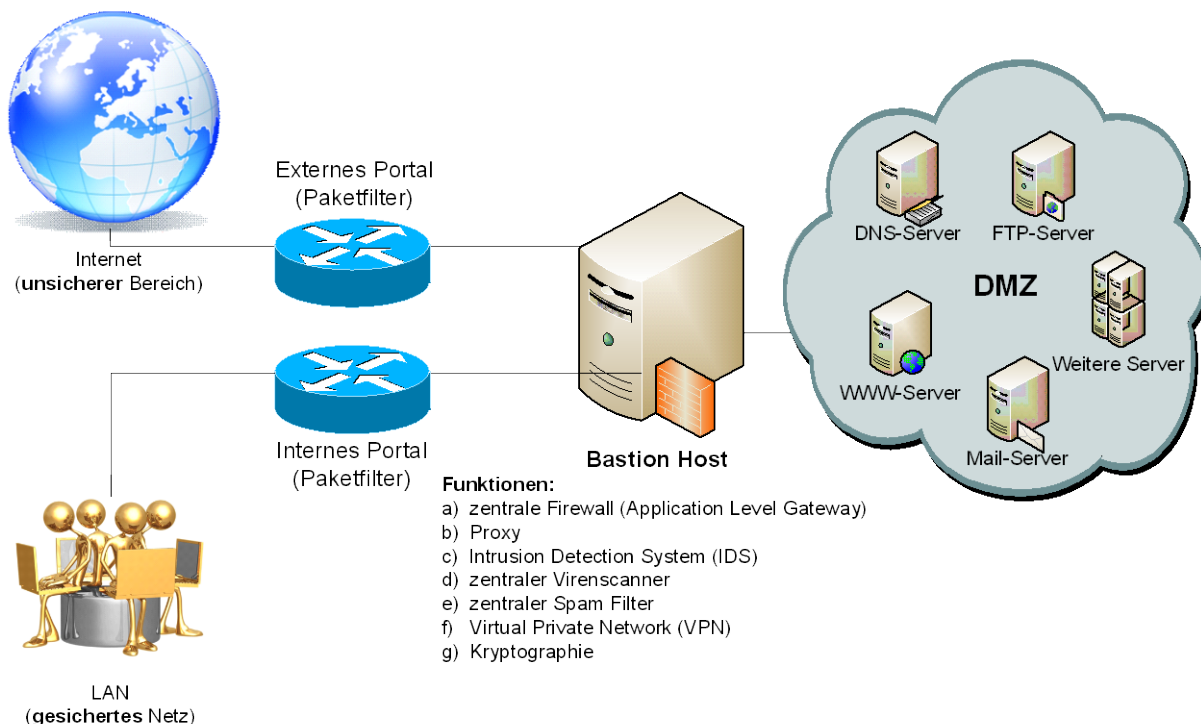 Externes Portal
(Paketfilter)
Internet
(unsicherer Bereich)
DNS-Server
FTP-Server
DMZ
WWW-Server
Weitere Server
Mail-Server
Internes Portal
(Paketfilter)
Bastion Host
Funktionen:
a) zentrale Firewall (Application Level Gateway)
b) Proxy
c) Intrusion Detection System (IDS)
d) zentraler Virenscanner
e) zentraler Spam Filter
f) Virtual Private Network (VPN)
g) Kryptographie
LAN
(gesichertes Netz)